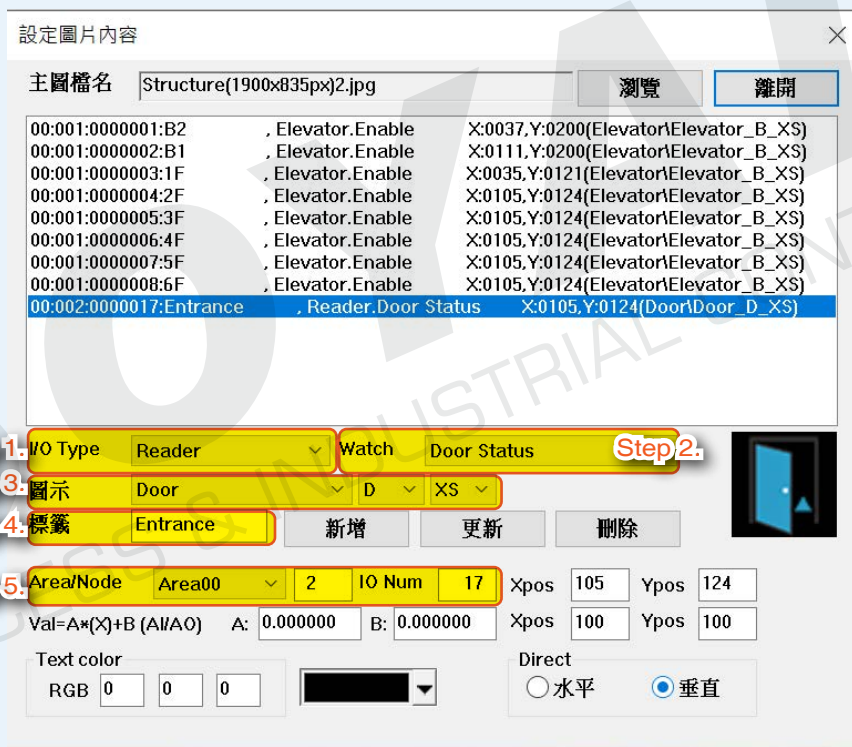 設定圖片內容
主圖檔名 Structure(1900x835px)2.jpg 瀏覽 離開
00:001:0000001:B2 , Elevator.Enable X:0037,Y:0200(Elevator\Elevator_B_XS)
00:001:0000002:B1 , Elevator.Enable X:0111,Y:0200(Elevator\Elevator_B_XS)
00:001:0000003:1F , Elevator.Enable X:0035,Y:0121(Elevator\Elevator_B_XS)
00:001:0000004:2F , Elevator.Enable X:0105,Y:0124(Elevator\Elevator_B_XS)
00:001:0000005:3F , Elevator.Enable X:0105,Y:0124(Elevator\Elevator_B_XS)
00:001:0000006:4F , Elevator.Enable X:0105,Y:0124(Elevator\Elevator_B_XS)
00:001:0000007:5F , Elevator.Enable X:0105,Y:0124(Elevator\Elevator_B_XS)
00:001:0000008:6F , Elevator.Enable X:0105,Y:0124(Elevator\Elevator_B_XS)
00:002:0000017:Entrance , Reader.Door Status X:0105,Y:0124(Door\Door_D_XS)
1. I/O Type Reader Watch Door Status Step 2.
3. 圖示 Door D XS
4. 標籤 Entrance 新增 更新 刪除
5. Area/Node Area00 2 IO Num 17 Xpos 105 Ypos 124
Val=A*(X)+B (AI/AO) A: 0.000000 B: 0.000000 Xpos 100 Ypos 100
Text color Direct
RGB 0 0 0 水平 垂直